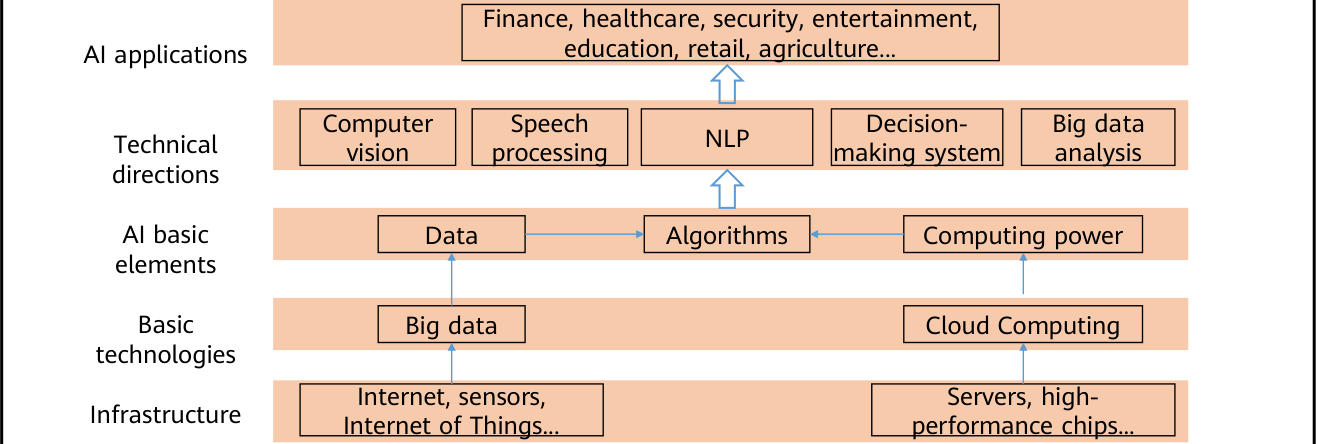 AI applications
Finance, healthcare, security, entertainment,
education, retail, agriculture...
Technical
directions
Computer
vision
Speech
processing
NLP
Decision-
making system
Big data
analysis
AI basic
elements
Data
Algorithms
Computing power
Basic
technologies
Big data
Cloud Computing
Infrastructure
Internet, sensors,
Internet of Things...
Servers, high-
performance chips...